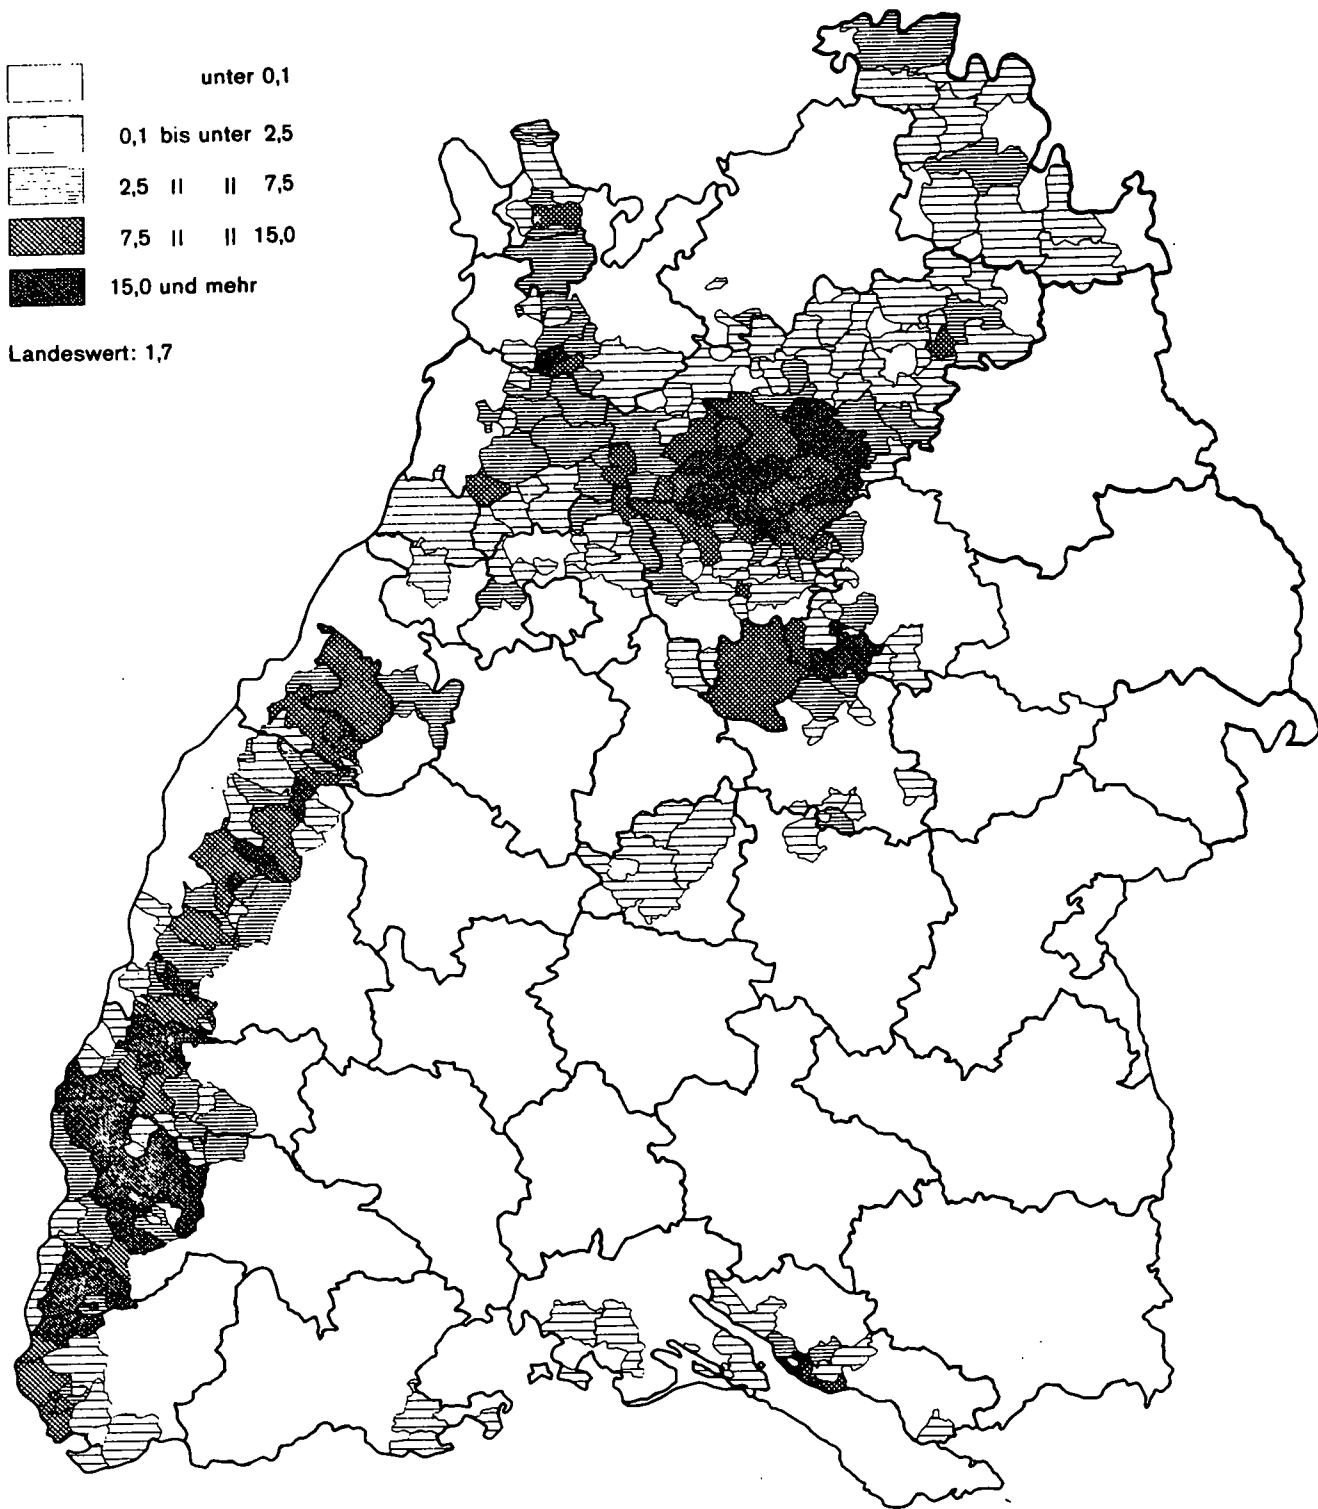 unter 0,1
0,1 bis unter 2,5
2,5 " " 7,5
7,5 " " 15,0
15,0 und mehr
Landeswert: 1,7